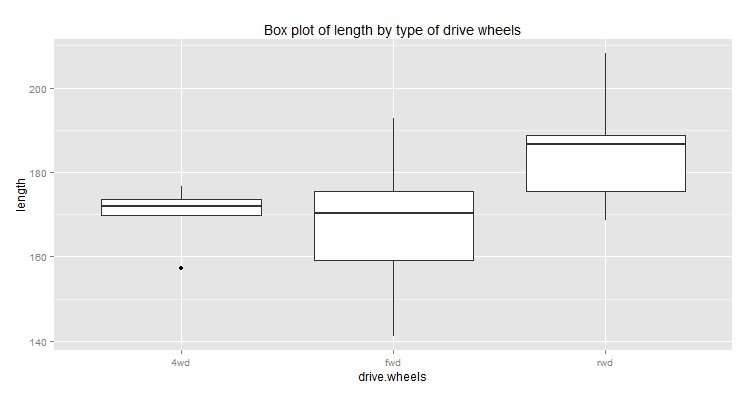 Box plot of length by type of drive wheels
length
200
180
160
140
4wd fwd rwd
drive.wheels